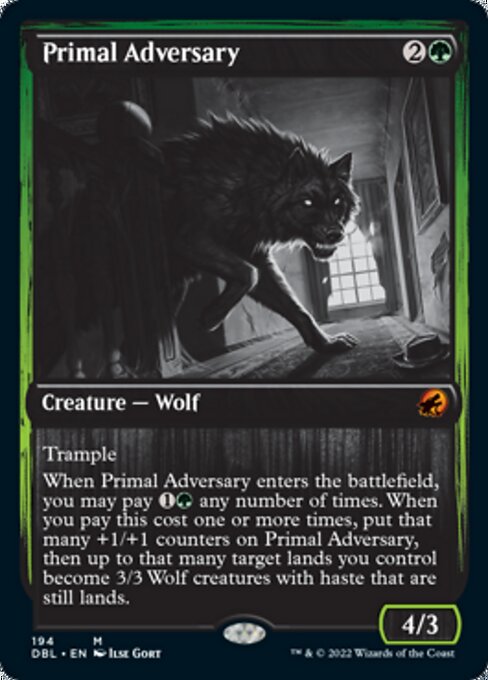 Primal Adversary 2
Creature — Wolf
Trample
When Primal Adversary enters the battlefield,
you may pay 1 any number of times. When
you pay this cost one or more times, put that
many +1/+1 counters on Primal Adversary,
then up to that many target lands you control
become 3/3 Wolf creatures with haste that are
still lands.
4/3
194 M
DBL • EN Ilse Gort
™ & © 2022 Wizards of the Coast